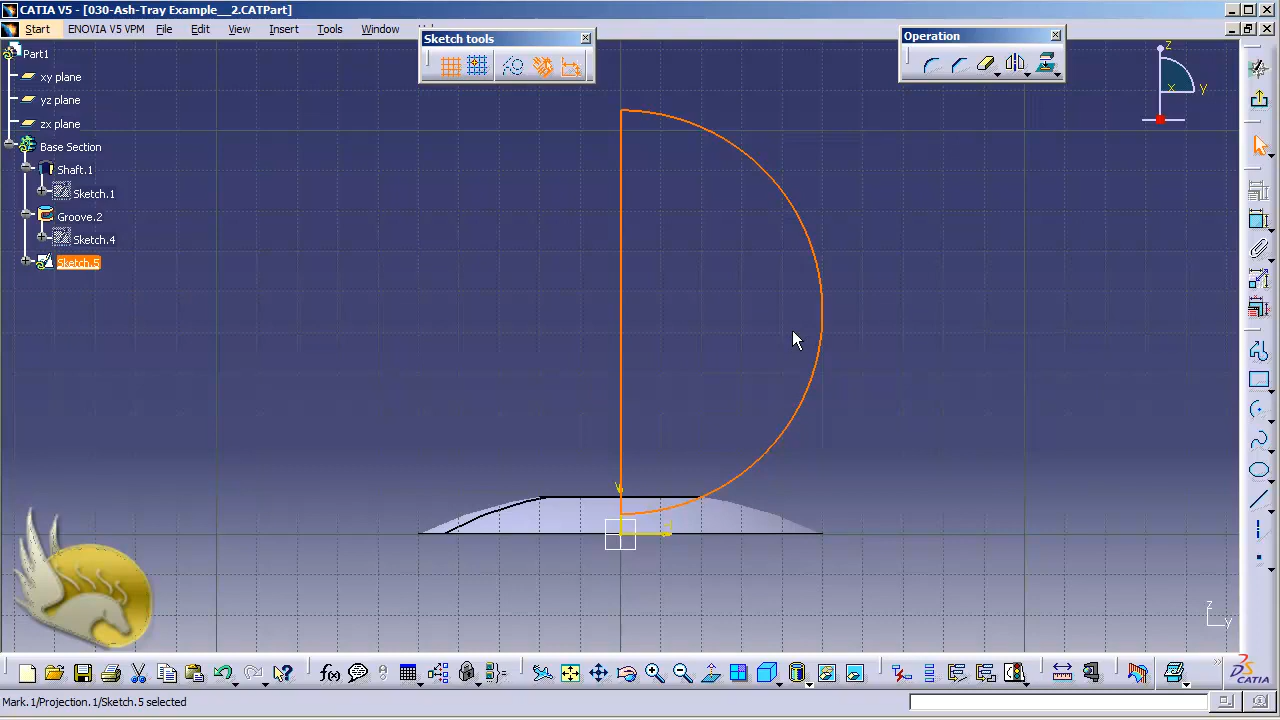 CATIA V5 - [030-Ash-Tray Example__2.CATPart]
Start ENOVIA V5 VPM File Edit View Insert Tools Window
Sketch tools
Operation
Part1
xy plane
yz plane
zx plane
Base Section
Shaft.1
Sketch.1
Groove.2
Sketch.4
Sketch.5
z
x
y
z
y
f(x)
CATIA
Mark.1/Projection.1/Sketch.5 selected